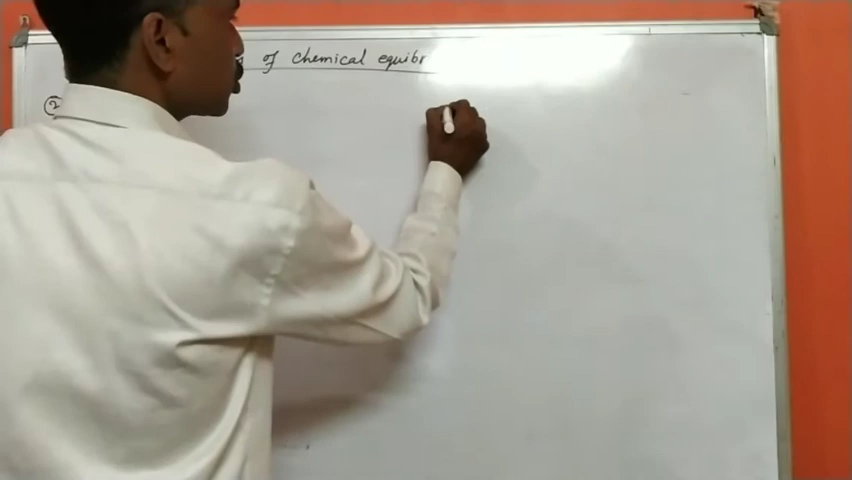 of chemical equibr
②